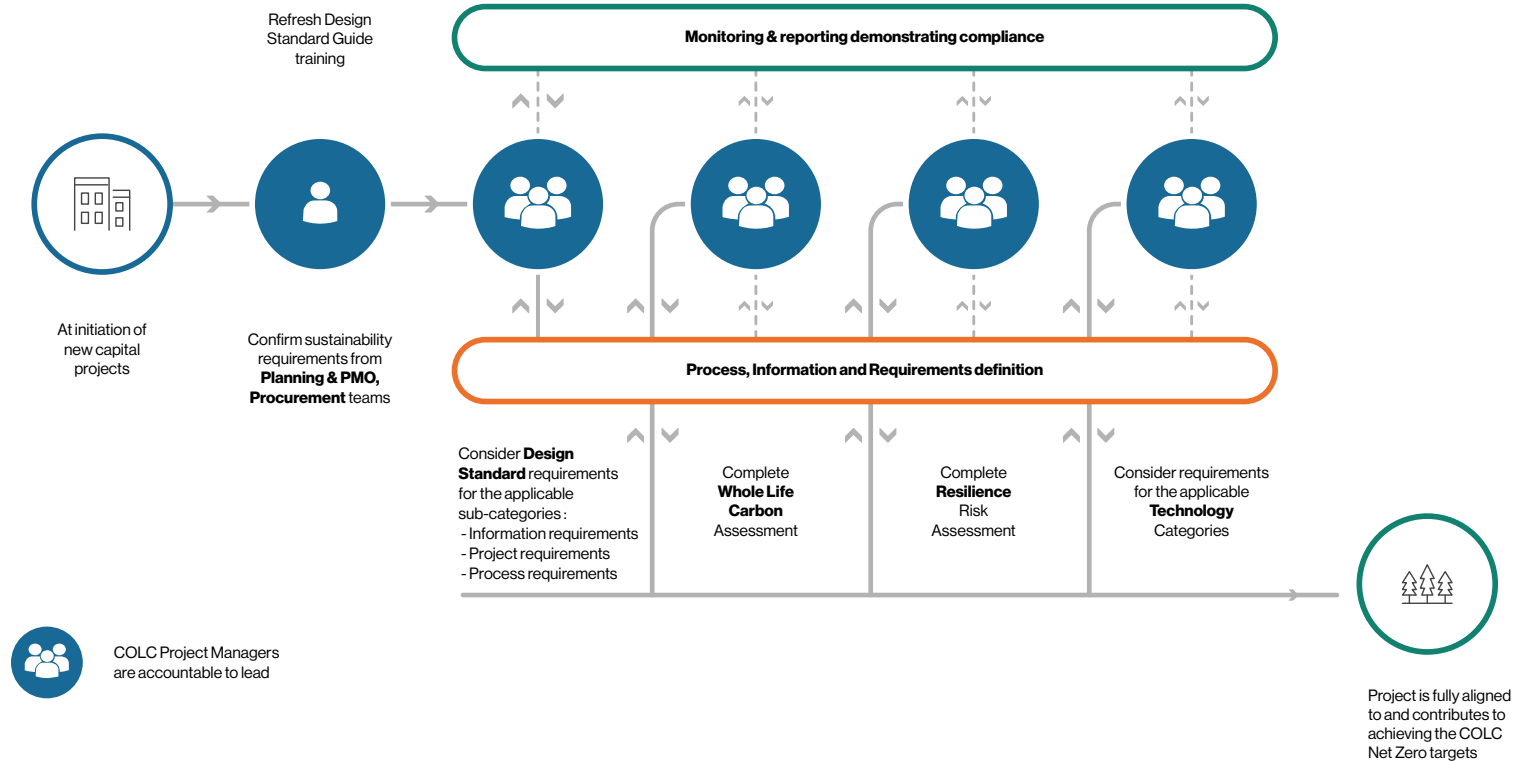 Refresh Design
Standard Guide
training
Monitoring & reporting demonstrating compliance
At initiation of
new capital
projects
Confirm sustainability
requirements from
Planning & PMO,
Procurement teams
Process, Information and Requirements definition
Consider Design
Standard requirements
for the applicable
sub-categories :
- Information requirements
- Project requirements
- Process requirements
Complete
Whole Life
Carbon
Assessment
Complete
Resilience
Risk
Assessment
Consider requirements
for the applicable
Technology
Categories
COLC Project Managers
are accountable to lead
Project is fully aligned
to and contributes to
achieving the COLC
Net Zero targets